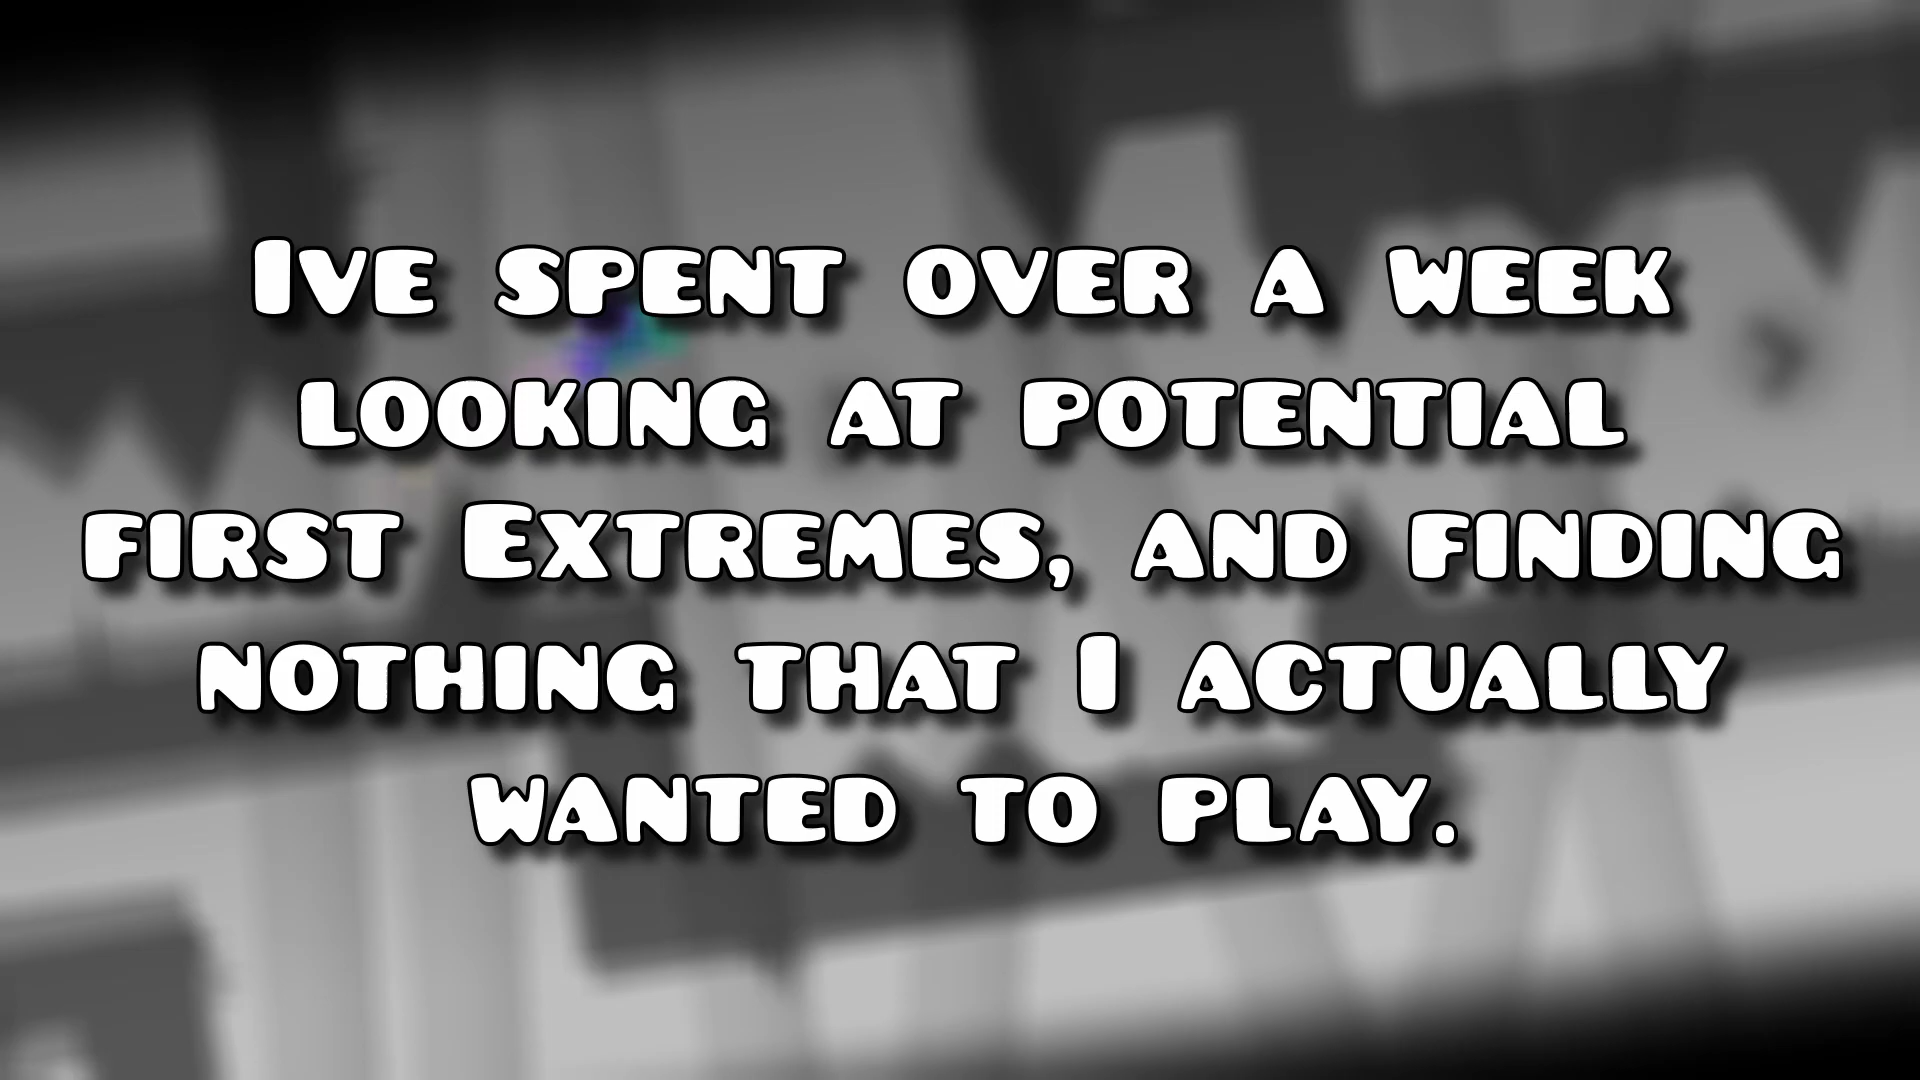 Ive spent over a week
looking at potential
first Extremes, and finding
nothing that I actually
wanted to play.